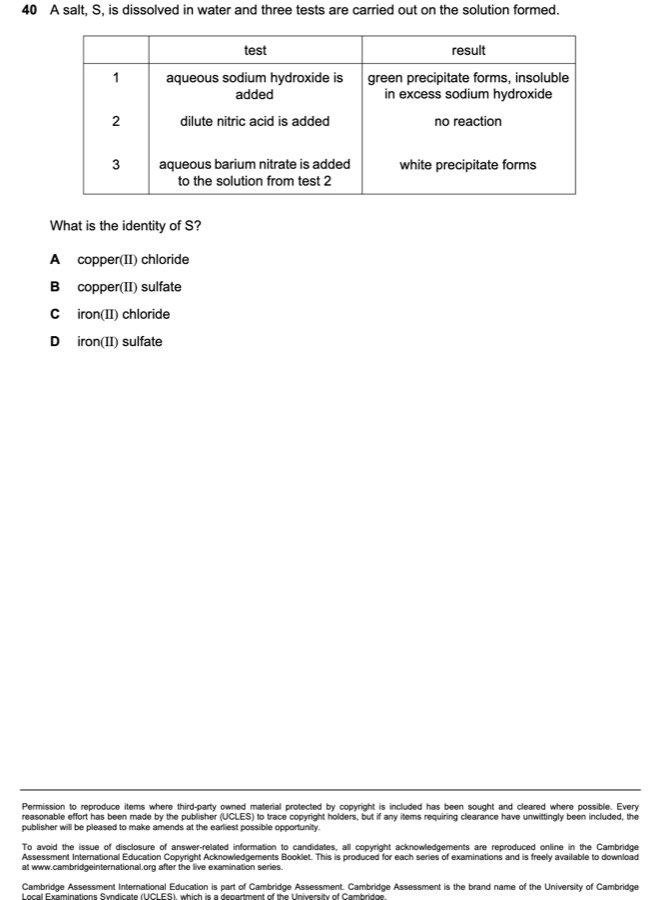 40 A salt, S, is dissolved in water and three tests are carried out on the solution formed.
test result
1 aqueous sodium hydroxide is added green precipitate forms, insoluble in excess sodium hydroxide
2 dilute nitric acid is added no reaction
3 aqueous barium nitrate is added to the solution from test 2 white precipitate forms
What is the identity of S?
A copper(II) chloride
B copper(II) sulfate
C iron(II) chloride
D iron(II) sulfate
Permission to reproduce items where third-party owned material protected by copyright is included has been sought and cleared where possible. Every
reasonable effort has been made by the publisher (UCLES) to trace copyright holders, but if any items requiring clearance have unwittingly been included, the
publisher will be pleased to make amends at the earliest possible opportunity.
To avoid the issue of disclosure of answer-related information to candidates, all copyright acknowledgements are reproduced online in the Cambridge
Assessment International Education Copyright Acknowledgements Booklet. This is produced for each series of examinations and is freely available to download
at www.cambridgeinternational.org after the live examination series.
Cambridge Assessment International Education is part of Cambridge Assessment. Cambridge Assessment is the brand name of the University of Cambridge
Local Examinations Syndicate (UCLES), which is a department of the University of Cambridge.